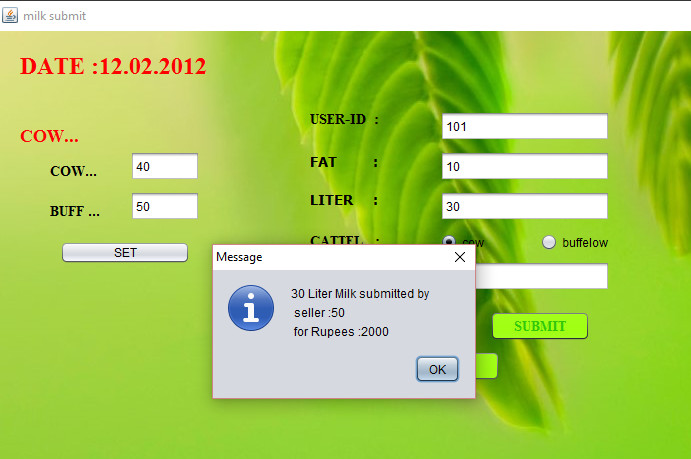 milk submit
DATE :12.02.2012
COW...
COW...
40
BUFF ...
50
SET
USER-ID :
101
FAT :
10
LITER :
30
CATTEL :
cow
buffelow
SUBMIT
Message
30 Liter Milk submitted by
seller :50
for Rupees :2000
OK